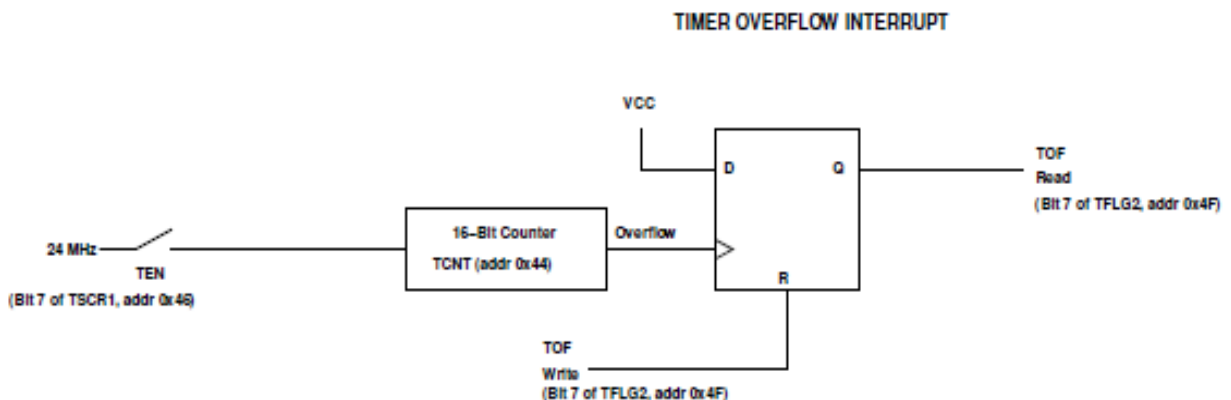 TIMER OVERFLOW INTERRUPT
VCC
D
Q
TOF
Read
(Bit 7 of TFLG2, addr 0x4F)
24 MHz
16-Bit Counter
TCNT (addr 0x44)
Overflow
TEN
(Bit 7 of TSCR1, addr 0x46)
R
TOF
Write
(Bit 7 of TFLG2, addr 0x4F)